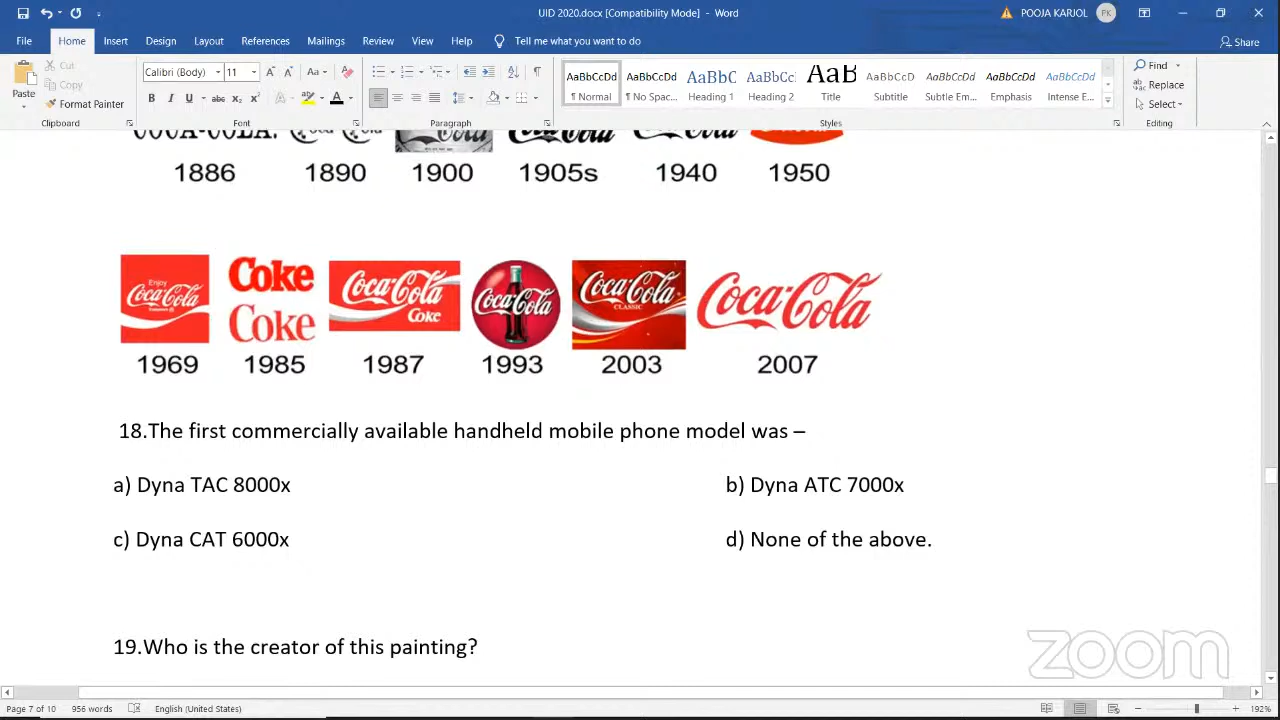 UID 2020.docx [Compatibility Mode] - Word
POOJA KARJOL
PK
File Home Insert Design Layout References Mailings Review View Help Tell me what you want to do
Share
Paste
Cut
Copy
Format Painter
Clipboard
Calibri (Body) 11
Font
Paragraph
AaBbCcDd AaBbCcDd AaBbC AaBbCc AaB AaBbCcD AaBbCcDd AaBbCcDd AaBbCcDd
¶ Normal ¶ No Spac... Heading 1 Heading 2 Title Subtitle Subtle Em... Emphasis Intense E...
Styles
Find
Replace
Select
Editing
1886 1890 1900 1905s 1940 1950
Enjoy
Coca-Cola
Coke
Coke
Coca-Cola
Coke
Coca-Cola
Coca-Cola
CLASSIC
Coca-Cola
1969 1985 1987 1993 2003 2007
18.The first commercially available handheld mobile phone model was –
a) Dyna TAC 8000x b) Dyna ATC 7000x
c) Dyna CAT 6000x d) None of the above.
19.Who is the creator of this painting?
zoom
Page 7 of 10 956 words English (United States) 192%